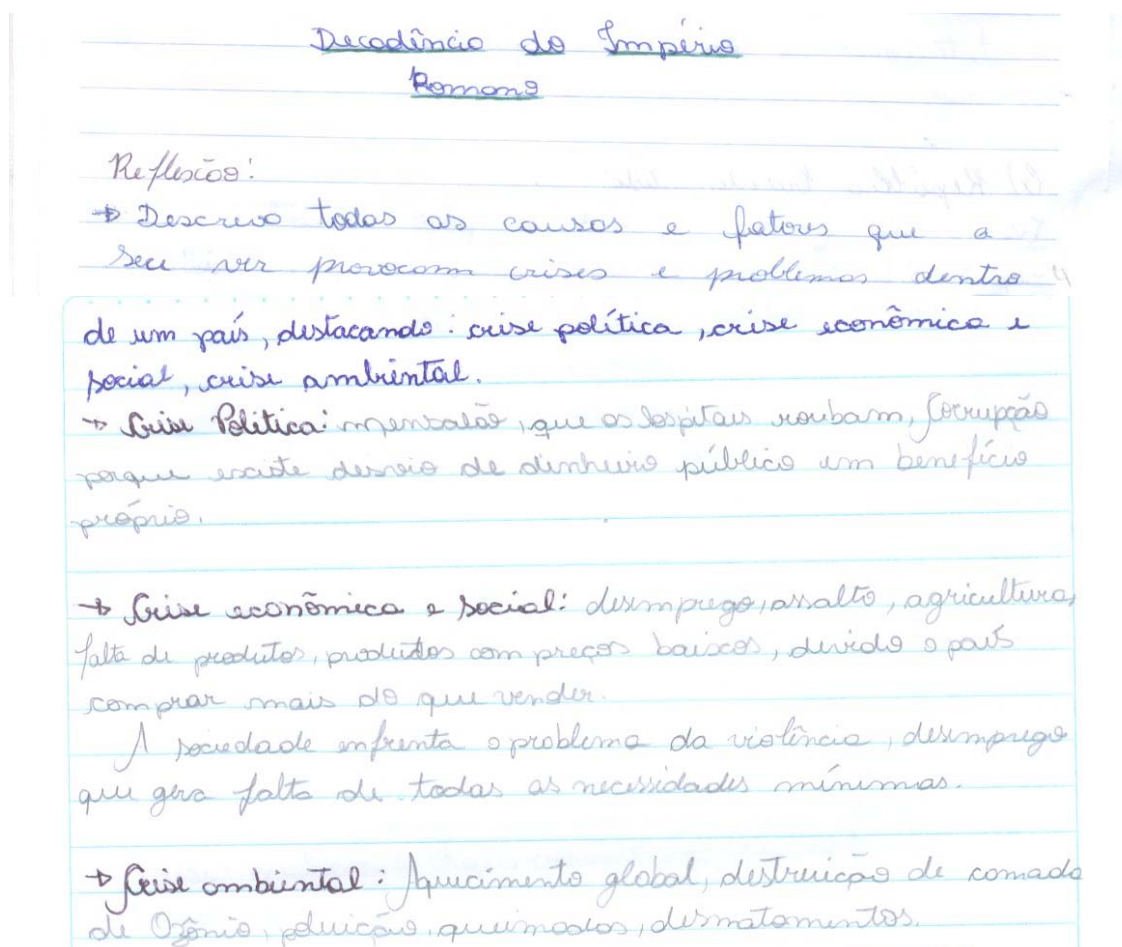 Decadência do Império
Romano
Reflexão:
→ Descreva todas as causas e fatores que a
seu ver provocam crises e problemas dentro
de um país, destacando: crise política, crise econômica e
social, crise ambiental.
→ Crise Política: mensalão, que os hospitais roubam, Corrupção
porque existe desvio de dinheiro público em benefício
próprio.
→ Crise econômica e social: desemprego, assalto, agricultura,
falta de produtos, produtos com preços baixos, devido o país
comprar mais do que vender.
A sociedade enfrenta o problema da violência, desemprego
que gera falta de todas as necessidades mínimas.
→ Crise ambiental: Aquecimento global, destruição de camada
de Ozônio, poluição, queimadas, desmatamentos.